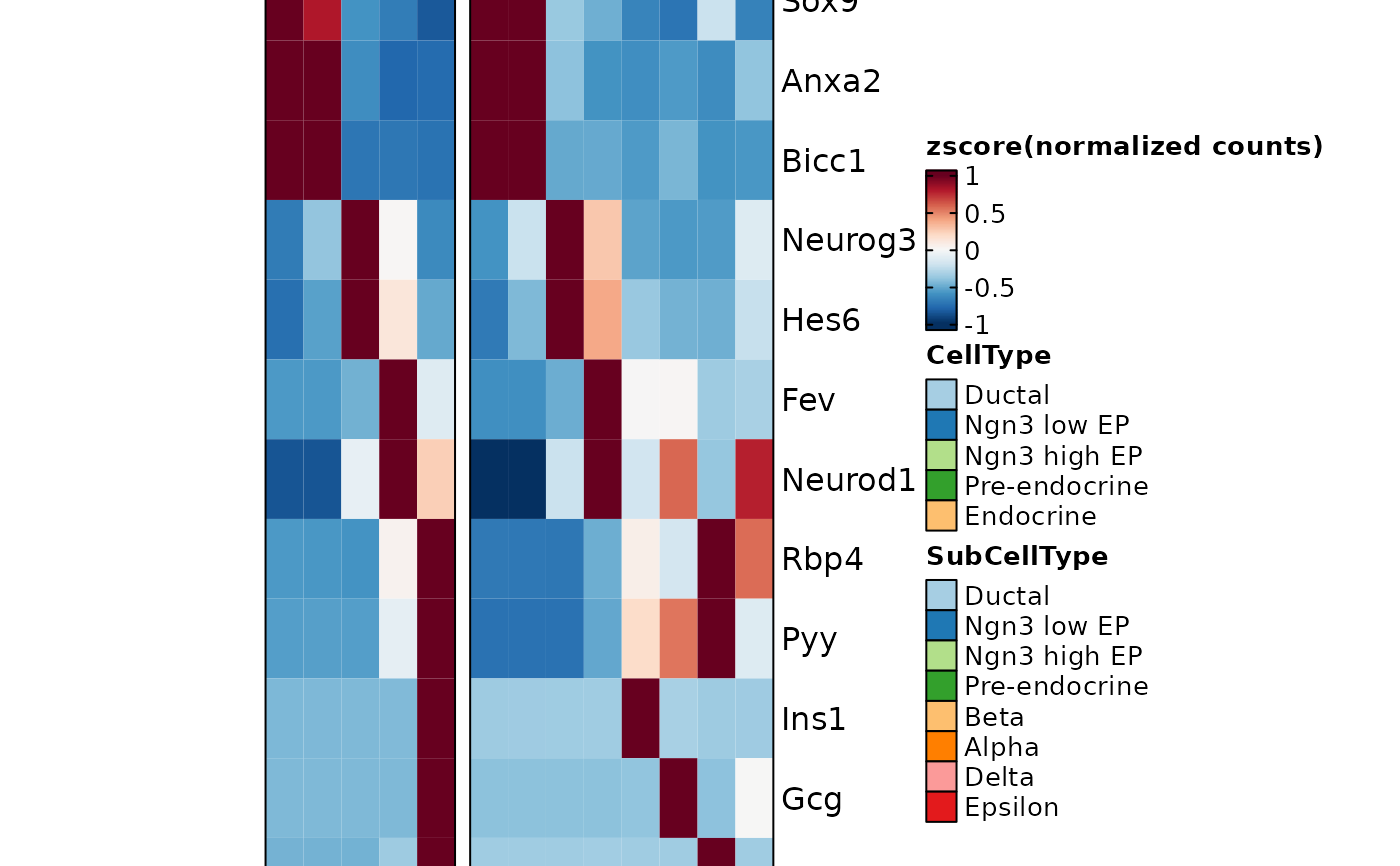 Sox9
Anxa2
Bicc1
Neurog3
Hes6
Fev
Neurod1
Rbp4
Pyy
Ins1
Gcg
zscore(normalized counts)
1
0.5
0
-0.5
-1
CellType
Ductal
Ngn3 low EP
Ngn3 high EP
Pre-endocrine
Endocrine
SubCellType
Ductal
Ngn3 low EP
Ngn3 high EP
Pre-endocrine
Beta
Alpha
Delta
Epsilon